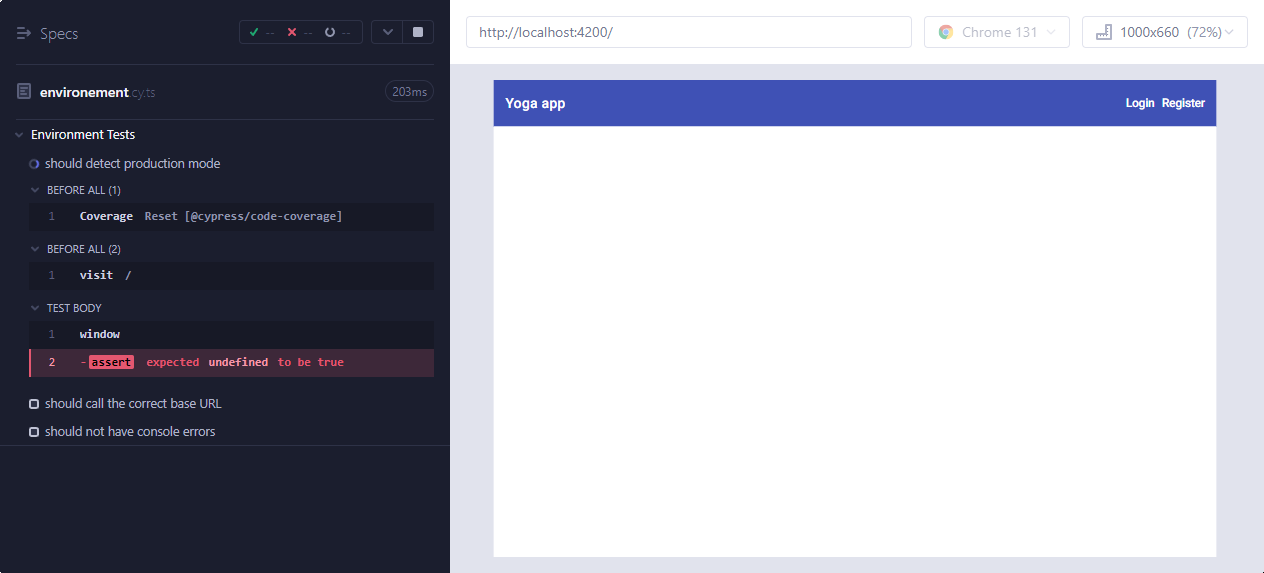 Specs
-- -- --
environement.cy.ts 203ms
Environment Tests
should detect production mode
BEFORE ALL (1)
1 Coverage Reset [@cypress/code-coverage]
BEFORE ALL (2)
1 visit /
TEST BODY
1 window
2 -assert expected undefined to be true
should call the correct base URL
should not have console errors
http://localhost:4200/ Chrome 131 1000x660 (72%)
Yoga app Login Register